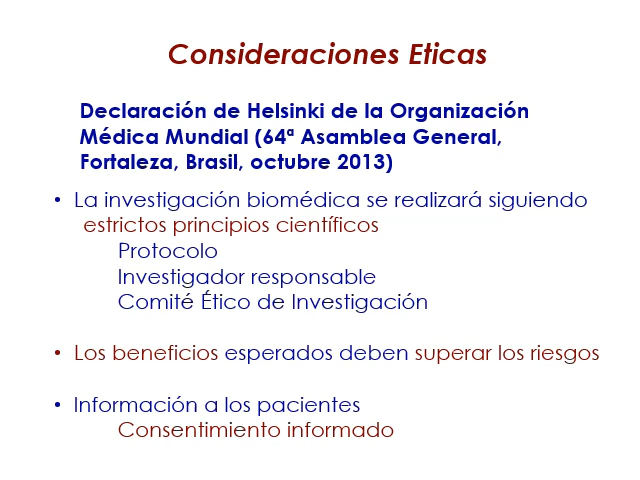 Consideraciones Eticas
Declaración de Helsinki de la Organización
Médica Mundial (64ª Asamblea General,
Fortaleza, Brasil, octubre 2013)
• La investigación biomédica se realizará siguiendo
estrictos principios científicos
Protocolo
Investigador responsable
Comité Ético de Investigación
• Los beneficios esperados deben superar los riesgos
• Información a los pacientes
Consentimiento informado